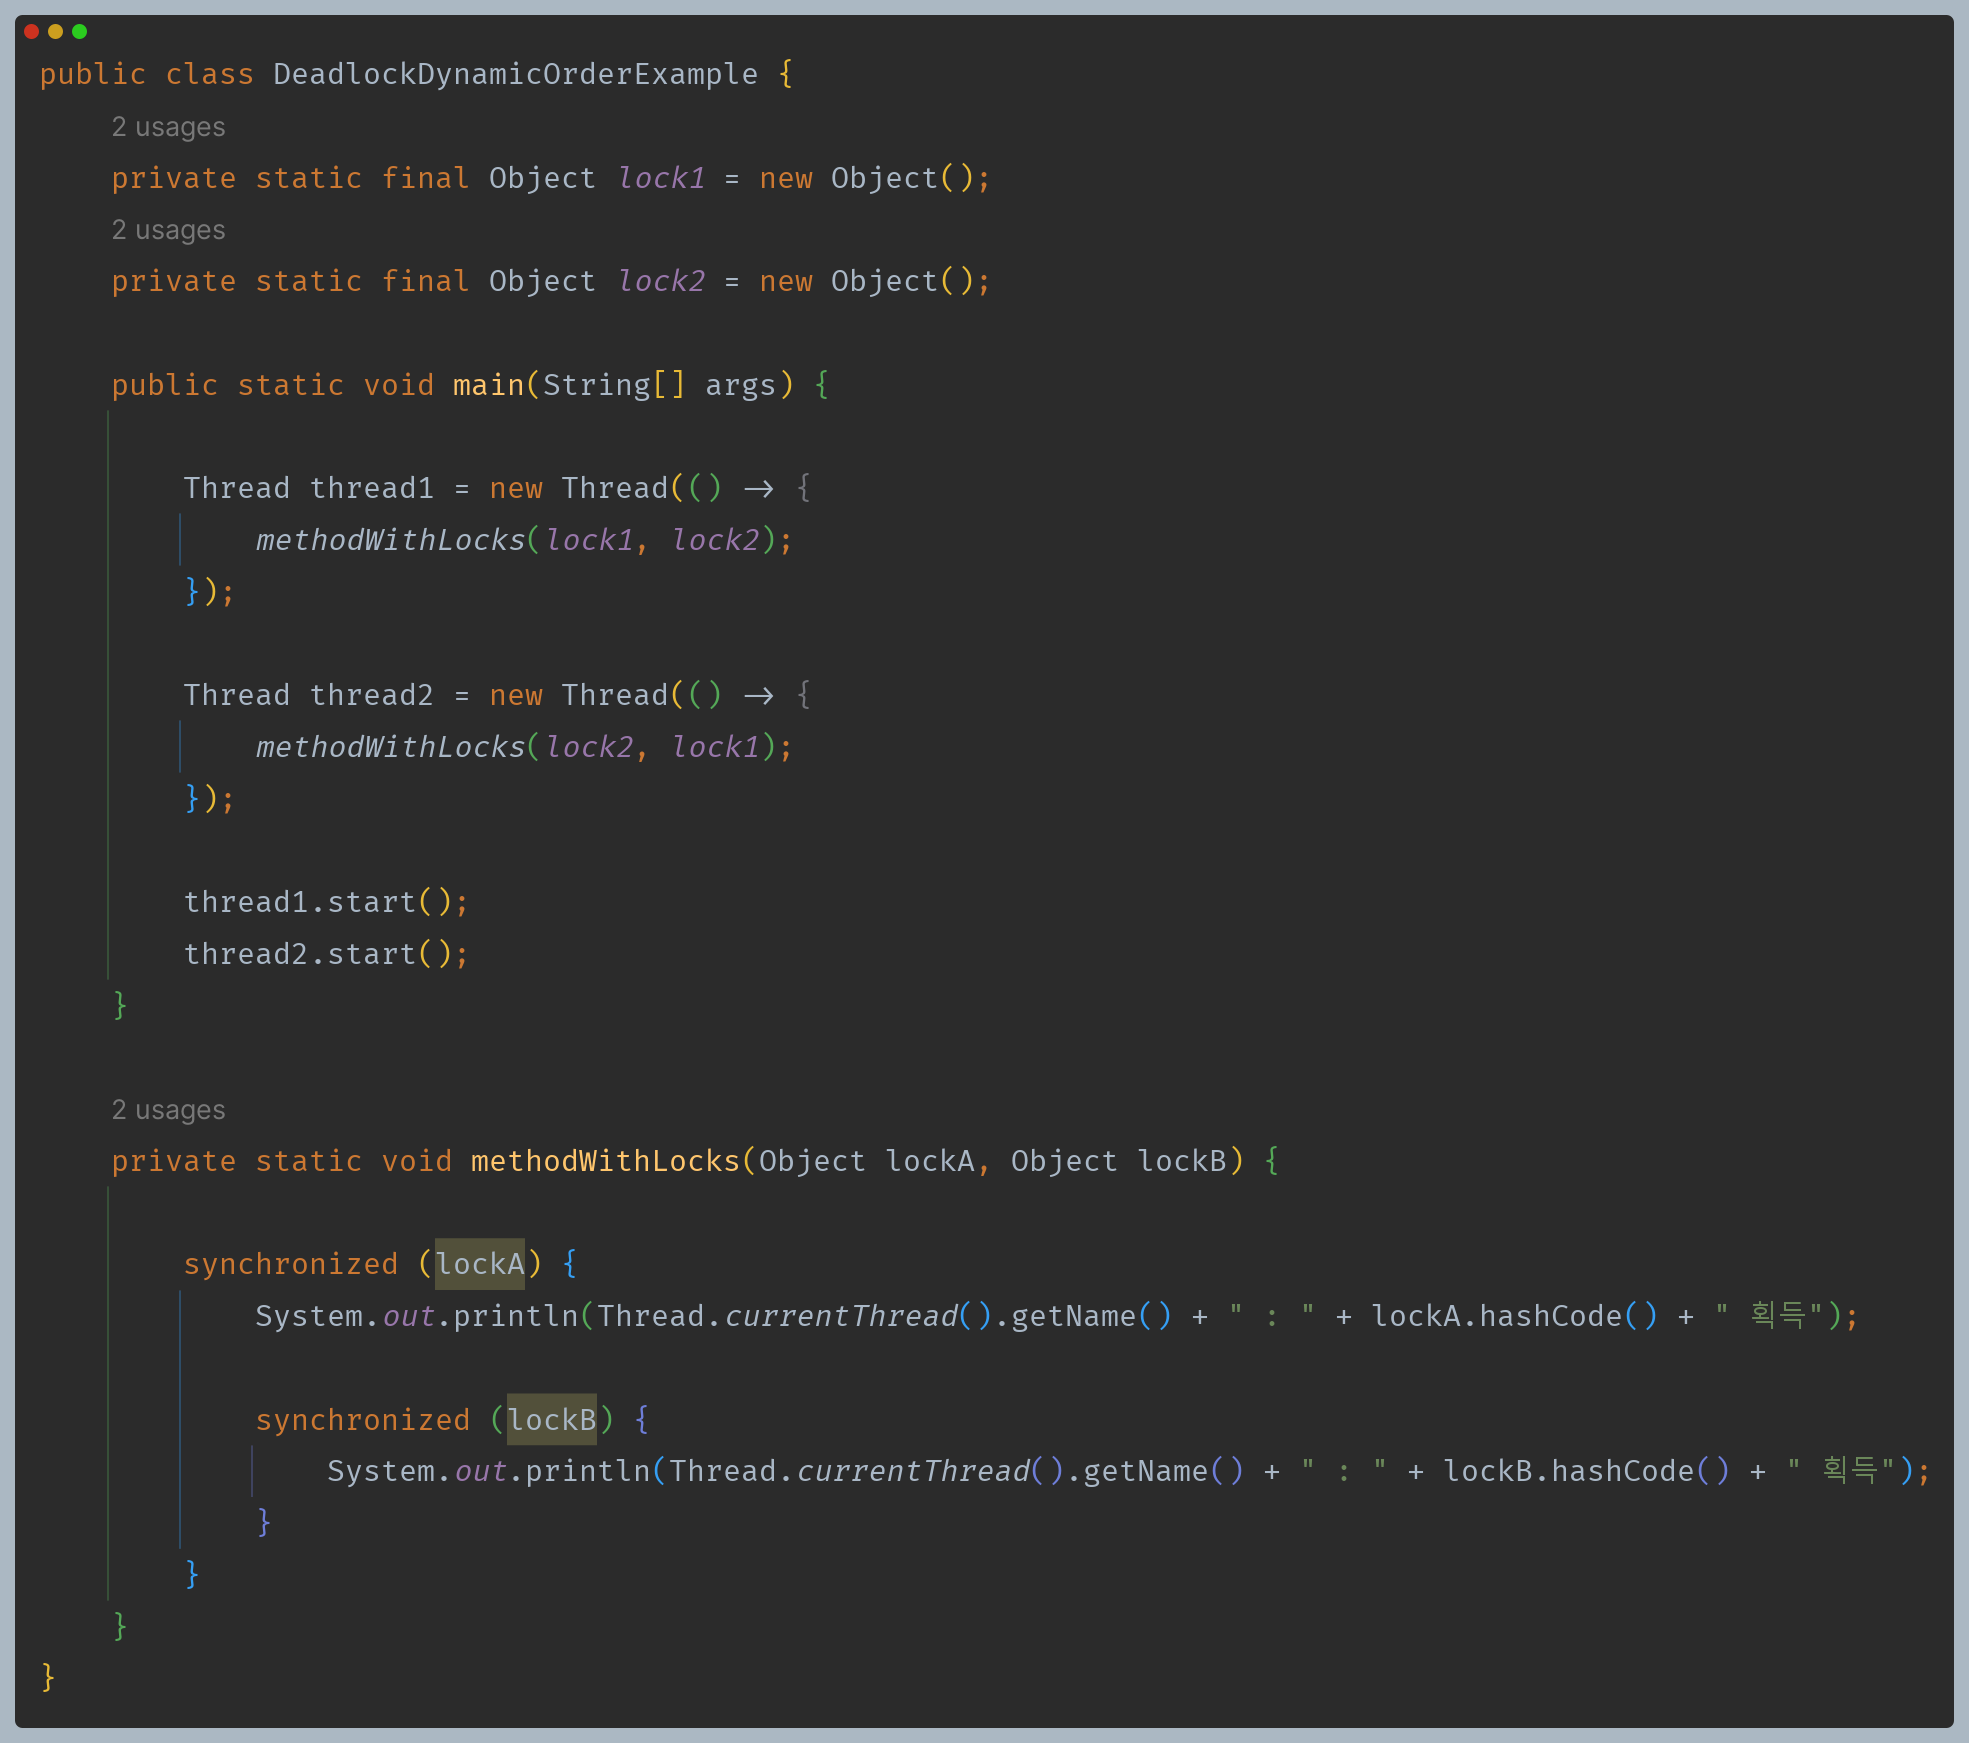 public class DeadlockDynamicOrderExample {
2 usages
private static final Object lock1 = new Object();
2 usages
private static final Object lock2 = new Object();
public static void main(String[] args) {
Thread thread1 = new Thread(() -> {
methodWithLocks(lock1, lock2);
});
Thread thread2 = new Thread(() -> {
methodWithLocks(lock2, lock1);
});
thread1.start();
thread2.start();
}
2 usages
private static void methodWithLocks(Object lockA, Object lockB) {
synchronized (lockA) {
System.out.println(Thread.currentThread().getName() + " : " + lockA.hashCode() + " 획득");
synchronized (lockB) {
System.out.println(Thread.currentThread().getName() + " : " + lockB.hashCode() + " 획득");
}
}
}
}